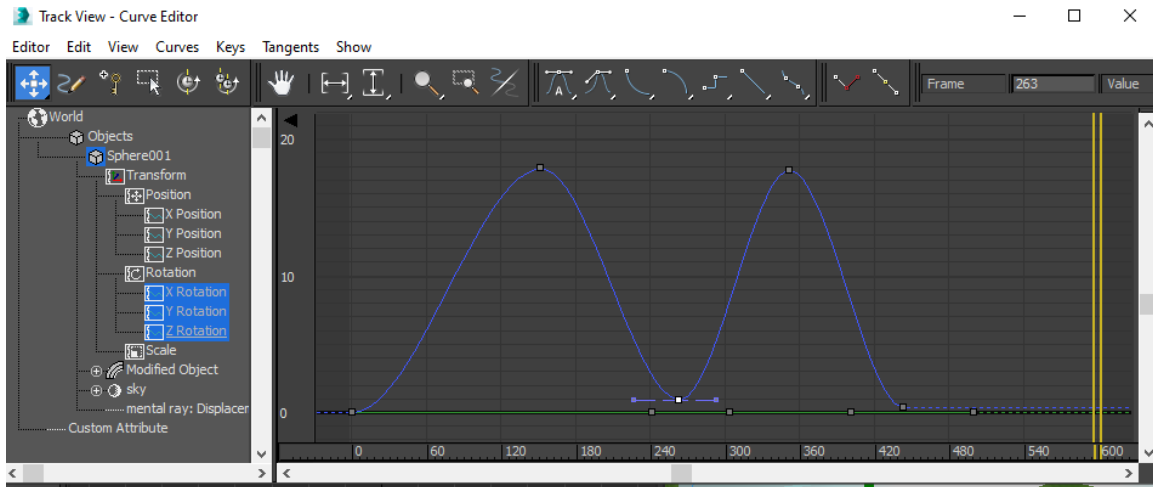 Track View - Curve Editor
Editor Edit View Curves Keys Tangents Show
Frame 263 Value
World
Objects
Sphere001
Transform
Position
X Position
Y Position
Z Position
Rotation
X Rotation
Y Rotation
Z Rotation
Scale
Modified Object
sky
mental ray: Displacer
Custom Attribute
20
10
0
0 60 120 180 240 300 360 420 480 540 600